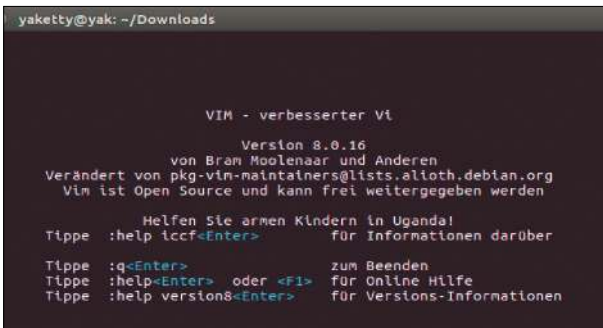 yaketty@yak: ~/Downloads
VIM - verbesserter Vi
Version 8.0.16
von Bram Moolenaar und Anderen
Verändert von pkg-vim-maintainers@lists.alioth.debian.org
Vim ist Open Source und kann frei weitergegeben werden
Helfen Sie armen Kindern in Uganda!
Tippe :help iccf<Enter> für Informationen darüber
Tippe :q<Enter> zum Beenden
Tippe :help<Enter> oder <F1> für Online Hilfe
Tippe :help version8<Enter> für Versions-Informationen